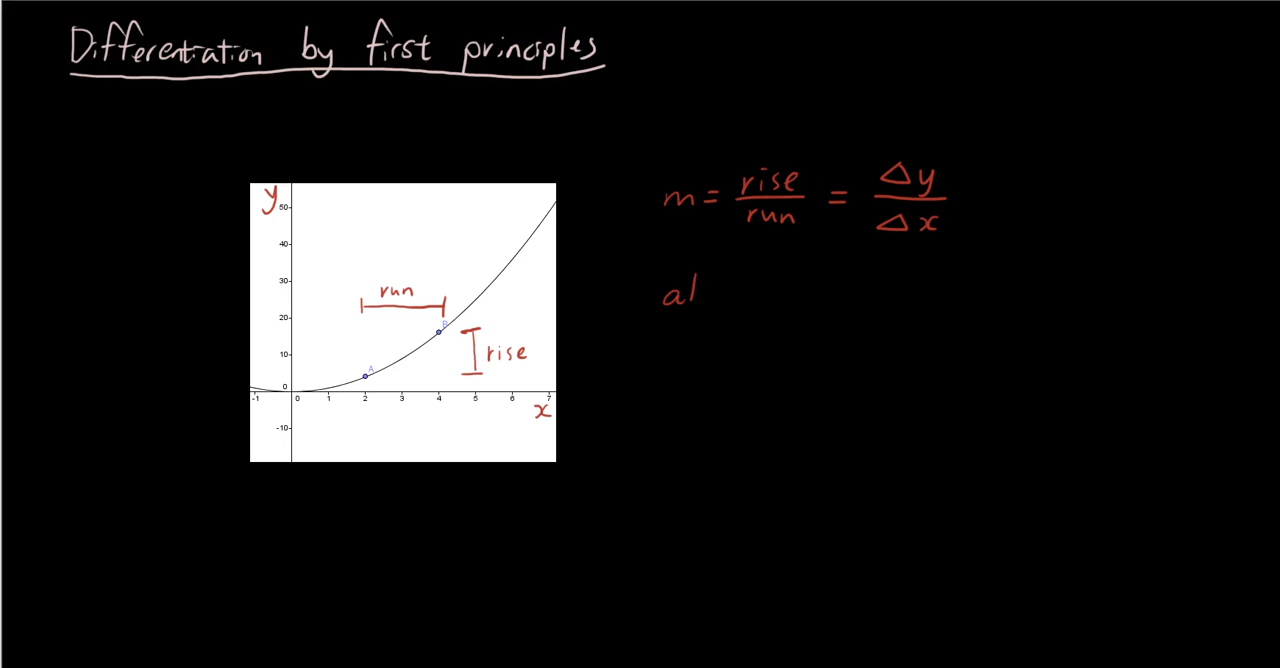 Differentiation by first principles
y
50
40
30
20
10
0
-10
-1 0 1 2 3 4 5 6 7
x
run
B
rise
A
m = rise/run = Δy/Δx
al